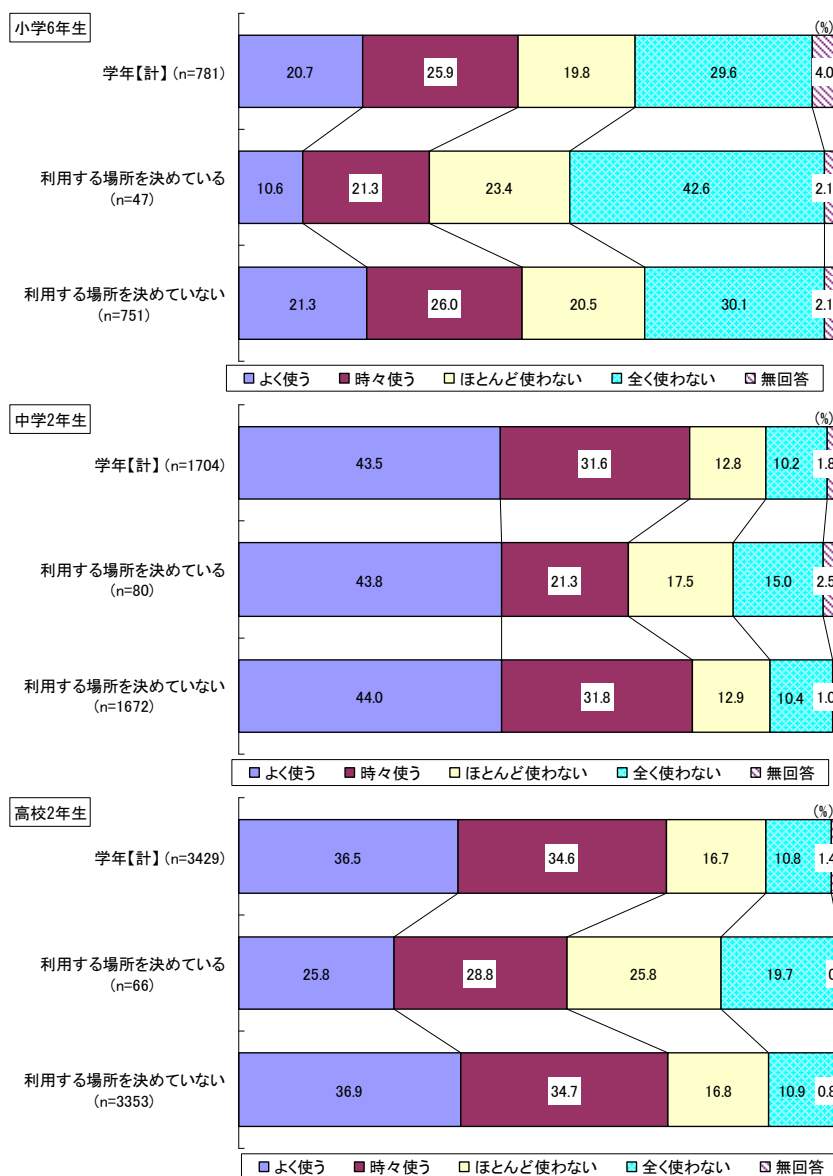 小学6年生
(%)
学年【計】 (n=781)
20.7 25.9 19.8 29.6 4.0
利用する場所を決めている
(n=47)
10.6 21.3 23.4 42.6 2.1
利用する場所を決めていない
(n=751)
21.3 26.0 20.5 30.1 2.1
よく使う 時々使う ほとんど使わない 全く使わない 無回答
中学2年生
(%)
学年【計】 (n=1704)
43.5 31.6 12.8 10.2 1.8
利用する場所を決めている
(n=80)
43.8 21.3 17.5 15.0 2.5
利用する場所を決めていない
(n=1672)
44.0 31.8 12.9 10.4 1.0
よく使う 時々使う ほとんど使わない 全く使わない 無回答
高校2年生
(%)
学年【計】 (n=3429)
36.5 34.6 16.7 10.8 1.4
利用する場所を決めている
(n=66)
25.8 28.8 25.8 19.7
利用する場所を決めていない
(n=3353)
36.9 34.7 16.8 10.9 0.8
よく使う 時々使う ほとんど使わない 全く使わない 無回答